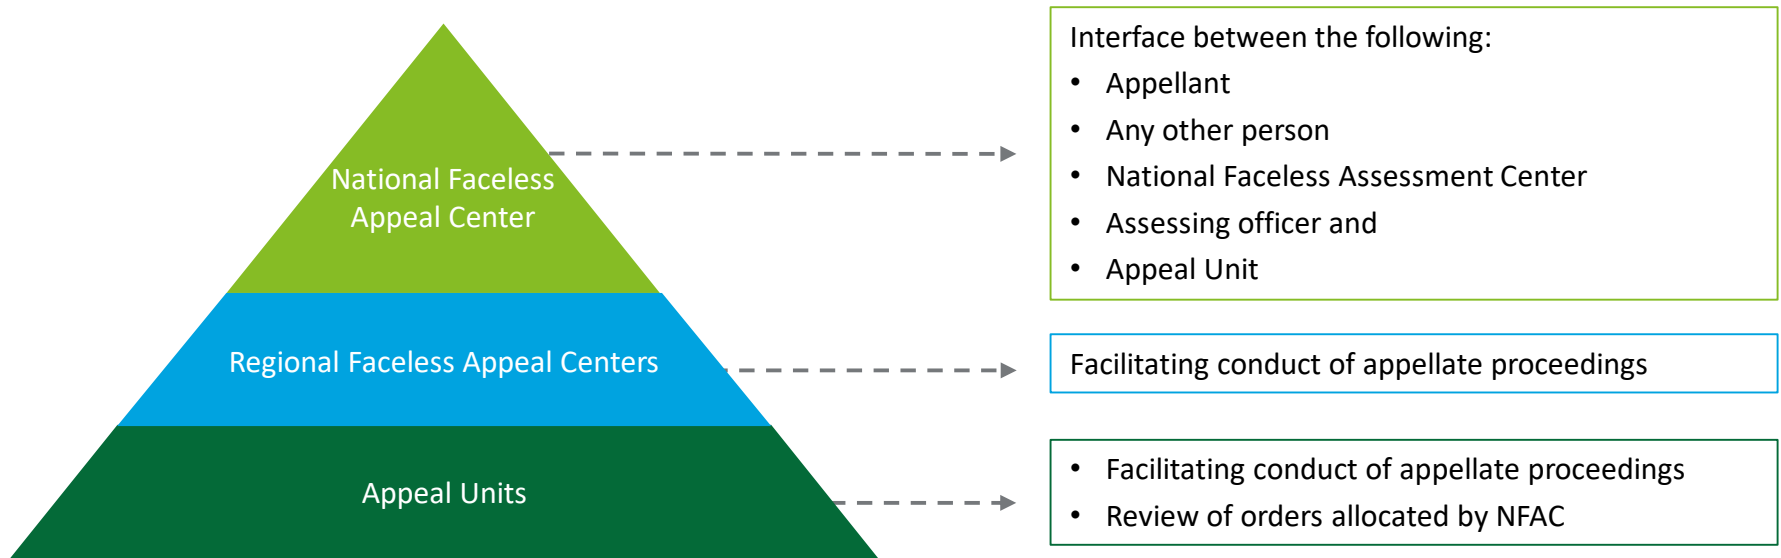 National Faceless
Appeal Center
Interface between the following:
• Appellant
• Any other person
• National Faceless Assessment Center
• Assessing officer and
• Appeal Unit
Regional Faceless Appeal Centers
Facilitating conduct of appellate proceedings
Appeal Units
• Facilitating conduct of appellate proceedings
• Review of orders allocated by NFAC